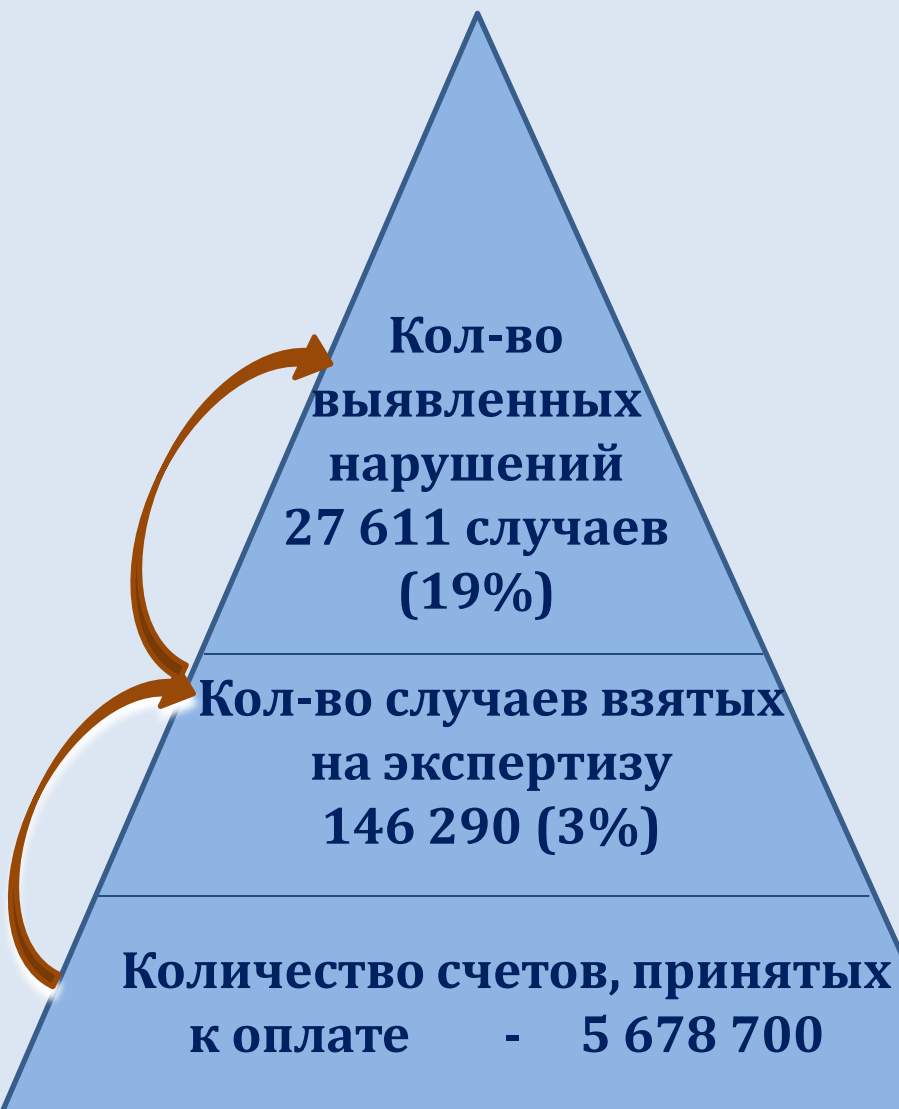 Кол-во
выявленных
нарушений
27 611 случаев
(19%)
Кол-во случаев взятых
на экспертизу
146 290 (3%)
Количество счетов, принятых
к оплате - 5 678 700